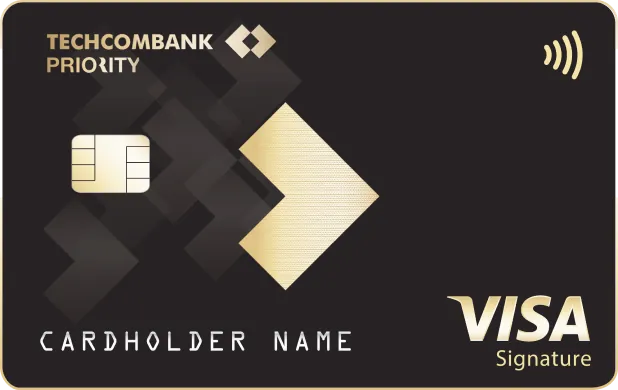 TECHCOMBANK
PRIORITY
CARDHOLDER NAME
VISA
Signature